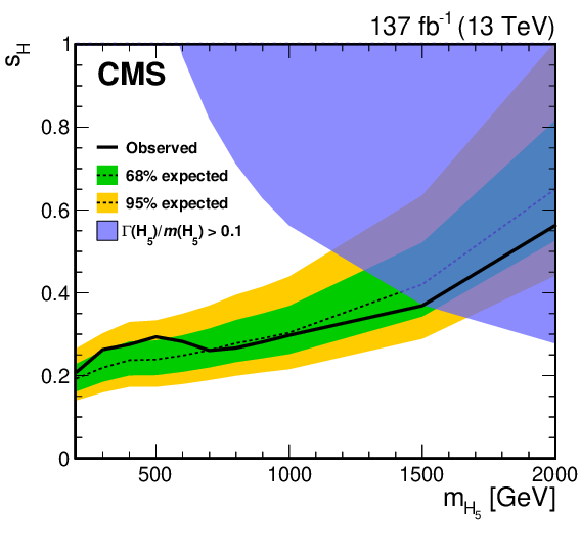 137 fb⁻¹ (13 TeV)
s_H
CMS
Observed
68% expected
95% expected
Γ(H₅)/m(H₅) > 0.1
1
0.8
0.6
0.4
0.2
0
500 1000 1500 2000
m_H₅ [GeV]